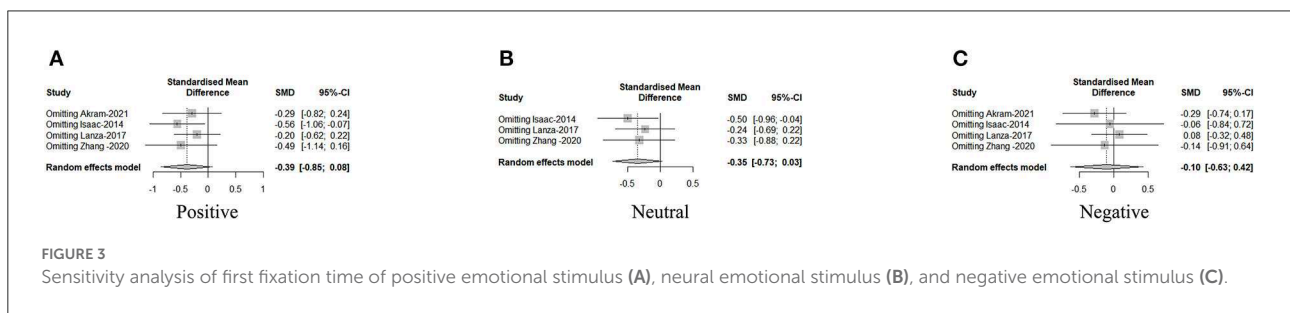 A
Standardised Mean
Difference
Study SMD 95%-CI
Omitting Akram-2021 -0.29 [-0.82; 0.24]
Omitting Isaac-2014 -0.56 [-1.06; -0.07]
Omitting Lanza-2017 -0.20 [-0.62; 0.22]
Omitting Zhang -2020 -0.49 [-1.14; 0.16]
Random effects model -0.39 [-0.85; 0.08]
-1 -0.5 0 0.5 1
Positive
B
Standardised Mean
Difference
Study SMD 95%-CI
Omitting Isaac-2014 -0.50 [-0.96; -0.04]
Omitting Lanza-2017 -0.24 [-0.69; 0.22]
Omitting Zhang -2020 -0.33 [-0.88; 0.22]
Random effects model -0.35 [-0.73; 0.03]
-0.5 0 0.5
Neutral
C
Standardised Mean
Difference
Study SMD 95%-CI
Omitting Akram-2021 -0.29 [-0.74; 0.17]
Omitting Isaac-2014 -0.06 [-0.84; 0.72]
Omitting Lanza-2017 0.08 [-0.32; 0.48]
Omitting Zhang -2020 -0.14 [-0.91; 0.64]
Random effects model -0.10 [-0.63; 0.42]
-0.5 0 0.5
Negative
FIGURE 3
Sensitivity analysis of first fixation time of positive emotional stimulus (A), neural emotional stimulus (B), and negative emotional stimulus (C).